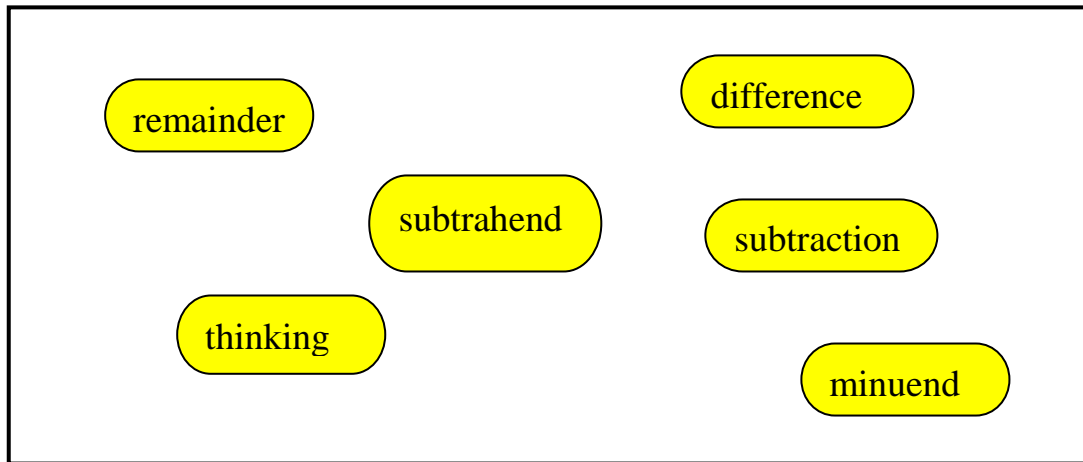 remainder
difference
subtrahend
subtraction
thinking
minuend